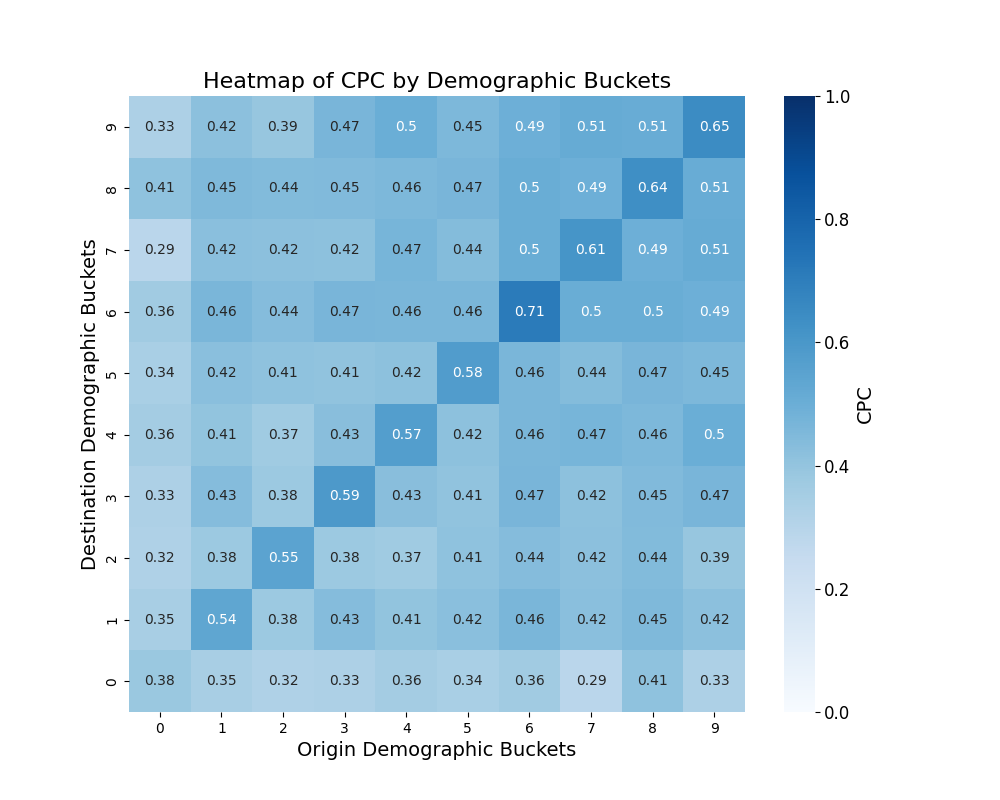 Heatmap of CPC by Demographic Buckets
9 0.33 0.42 0.39 0.47 0.5 0.45 0.49 0.51 0.51 0.65
8 0.41 0.45 0.44 0.45 0.46 0.47 0.5 0.49 0.64 0.51
7 0.29 0.42 0.42 0.42 0.47 0.44 0.5 0.61 0.49 0.51
6 0.36 0.46 0.44 0.47 0.46 0.46 0.71 0.5 0.5 0.49
5 0.34 0.42 0.41 0.41 0.42 0.58 0.46 0.44 0.47 0.45
4 0.36 0.41 0.37 0.43 0.57 0.42 0.46 0.47 0.46 0.5
3 0.33 0.43 0.38 0.59 0.43 0.41 0.47 0.42 0.45 0.47
2 0.32 0.38 0.55 0.38 0.37 0.41 0.44 0.42 0.44 0.39
1 0.35 0.54 0.38 0.43 0.41 0.42 0.46 0.42 0.45 0.42
0 0.38 0.35 0.32 0.33 0.36 0.34 0.36 0.29 0.41 0.33
0 1 2 3 4 5 6 7 8 9
Origin Demographic Buckets
Destination Demographic Buckets
1.0
0.8
0.6
0.4
0.2
0.0
CPC